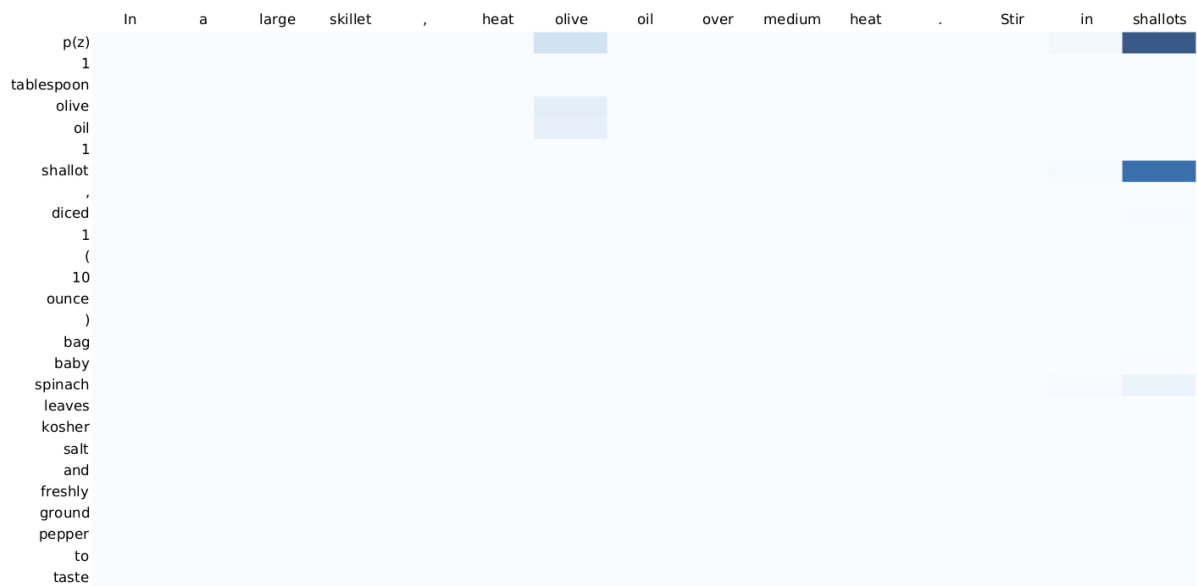 In a large skillet , heat olive oil over medium heat . Stir in shallots
p(z)
1
tablespoon
olive
oil
1
shallot
,
diced
1
(
10
ounce
)
bag
baby
spinach
leaves
kosher
salt
and
freshly
ground
pepper
to
taste